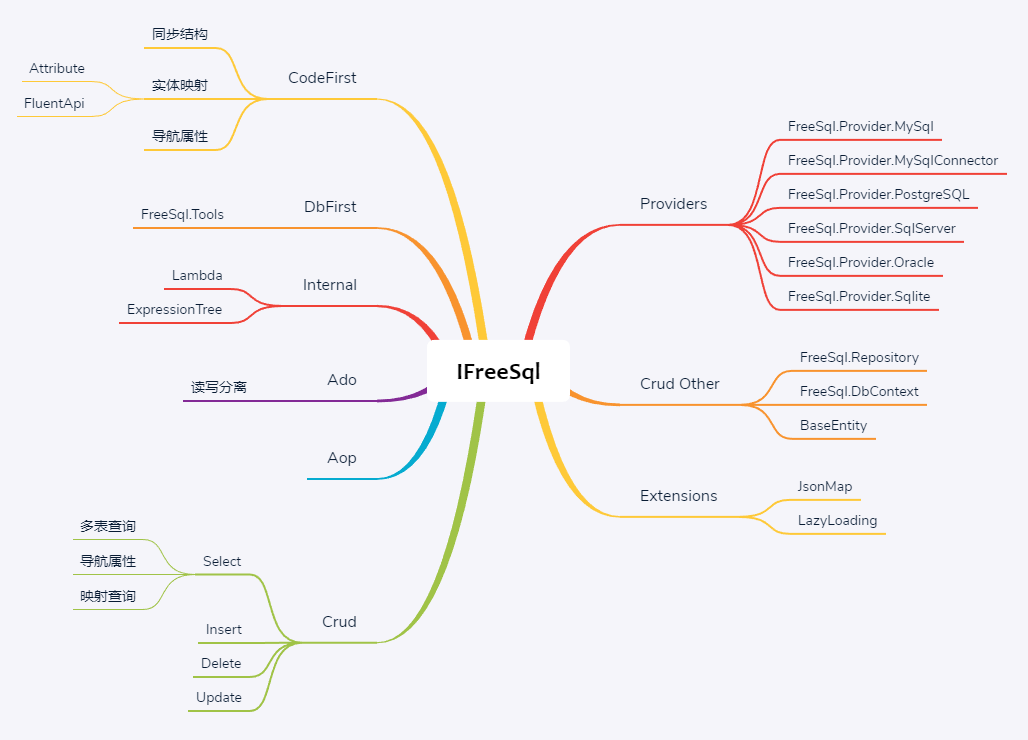 IFreeSql
CodeFirst
同步结构
实体映射
Attribute
FluentApi
导航属性
DbFirst
FreeSql.Tools
Internal
Lambda
ExpressionTree
Ado
读写分离
Aop
Crud
Select
多表查询
导航属性
映射查询
Insert
Delete
Update
Providers
FreeSql.Provider.MySql
FreeSql.Provider.MySqlConnector
FreeSql.Provider.PostgreSQL
FreeSql.Provider.SqlServer
FreeSql.Provider.Oracle
FreeSql.Provider.Sqlite
Crud Other
FreeSql.Repository
FreeSql.DbContext
BaseEntity
Extensions
JsonMap
LazyLoading